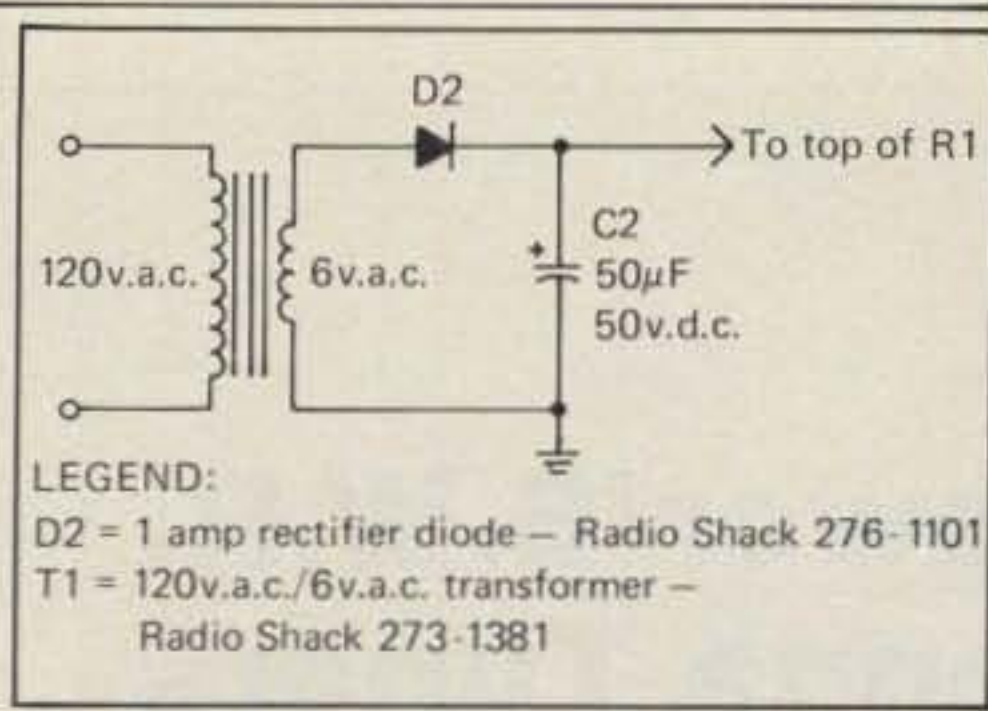 D2
To top of R1
120v.a.c.
6v.a.c.
C2
+
50μF
50v.d.c.
LEGEND:
D2 = 1 amp rectifier diode — Radio Shack 276-1101
T1 = 120v.a.c./6v.a.c. transformer —
Radio Shack 273-1381